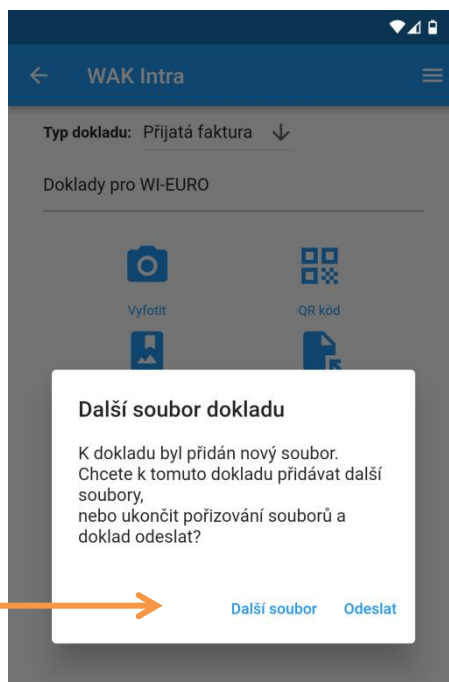 WAK Intra
Typ dokladu: Přijatá faktura
Doklady pro WI-EURO
Vyfotit QR kód
Další soubor dokladu
K dokladu byl přidán nový soubor.
Chcete k tomuto dokladu přidávat další
soubory,
nebo ukončit pořizování souborů a
doklad odeslat?
Další soubor Odeslat